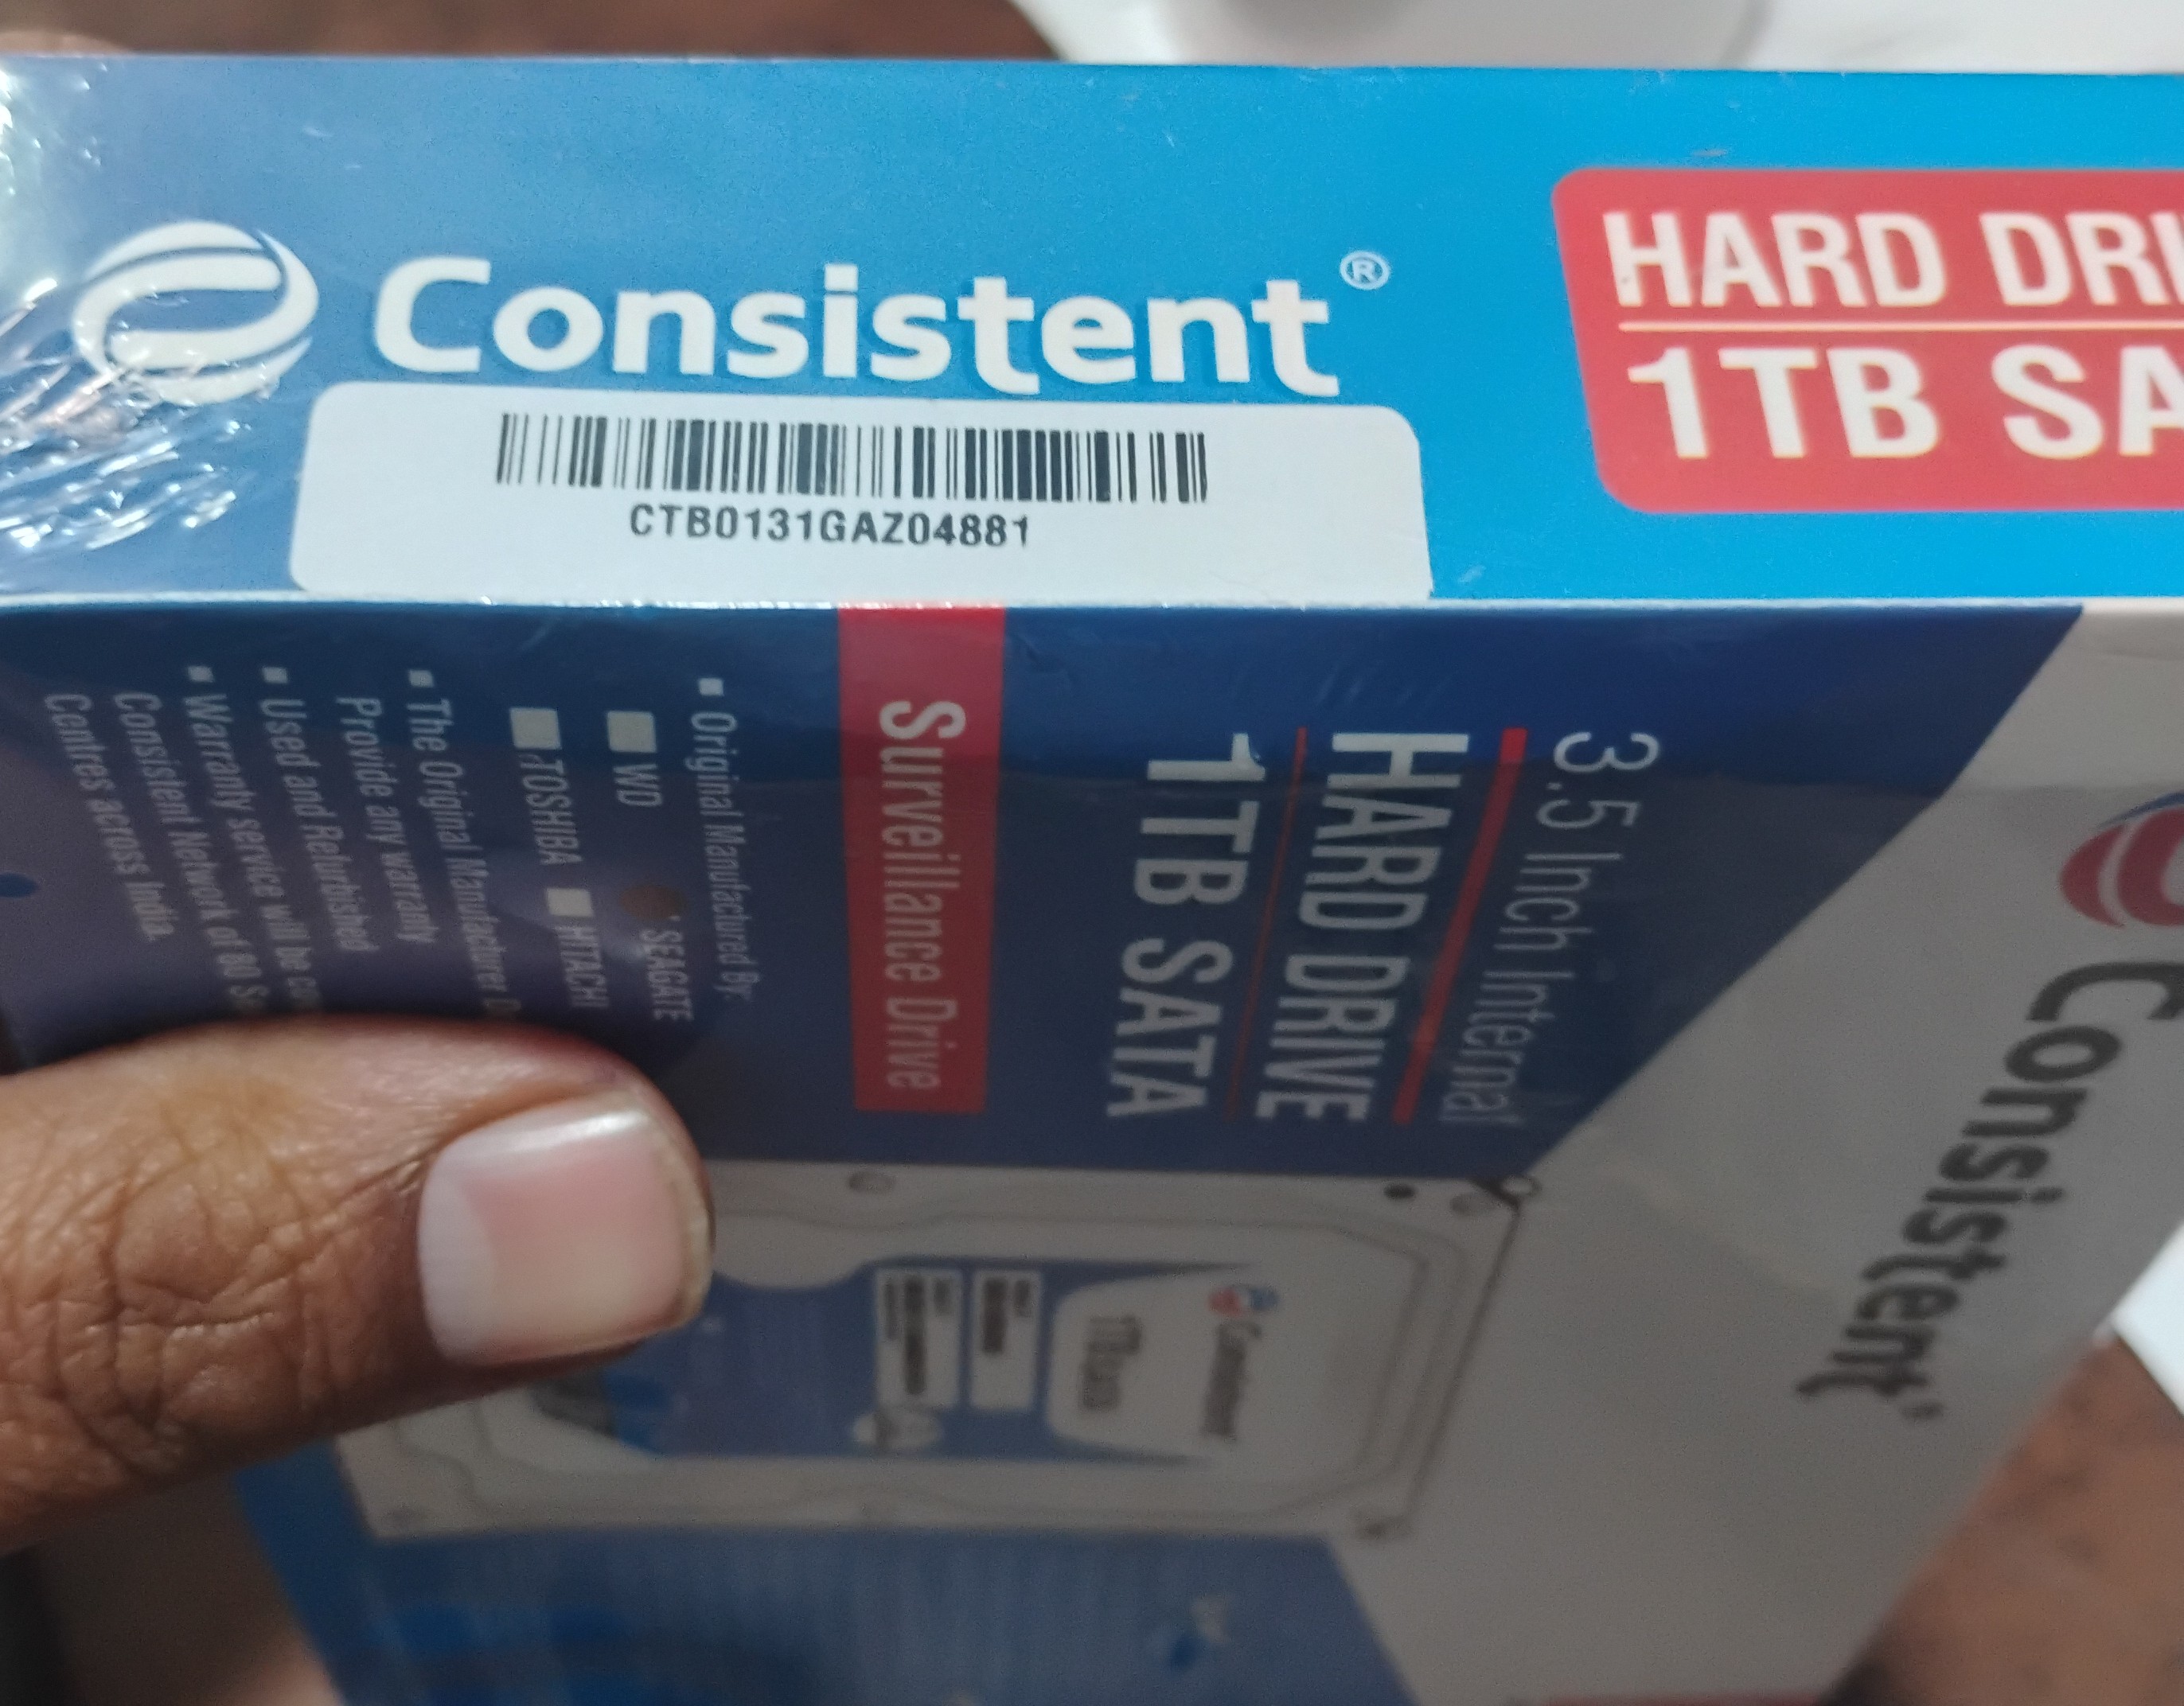 Consistent®
HARD DRI
1TB SA
CTB0131GAZ04881
3.5 Inch Internal
HARD DRIVE
1TB SATA
Surveillance Drive
▪ Original Manufactured By:
WD SEAGATE
TOSHIBA HITACHI
▪ The Original Manufacturer D
Provide any warranty
▪ Used and Refurbished
▪ Warranty service will be
Consistent Network of 80
Centres across India.
Consistent
Consistent
1TB